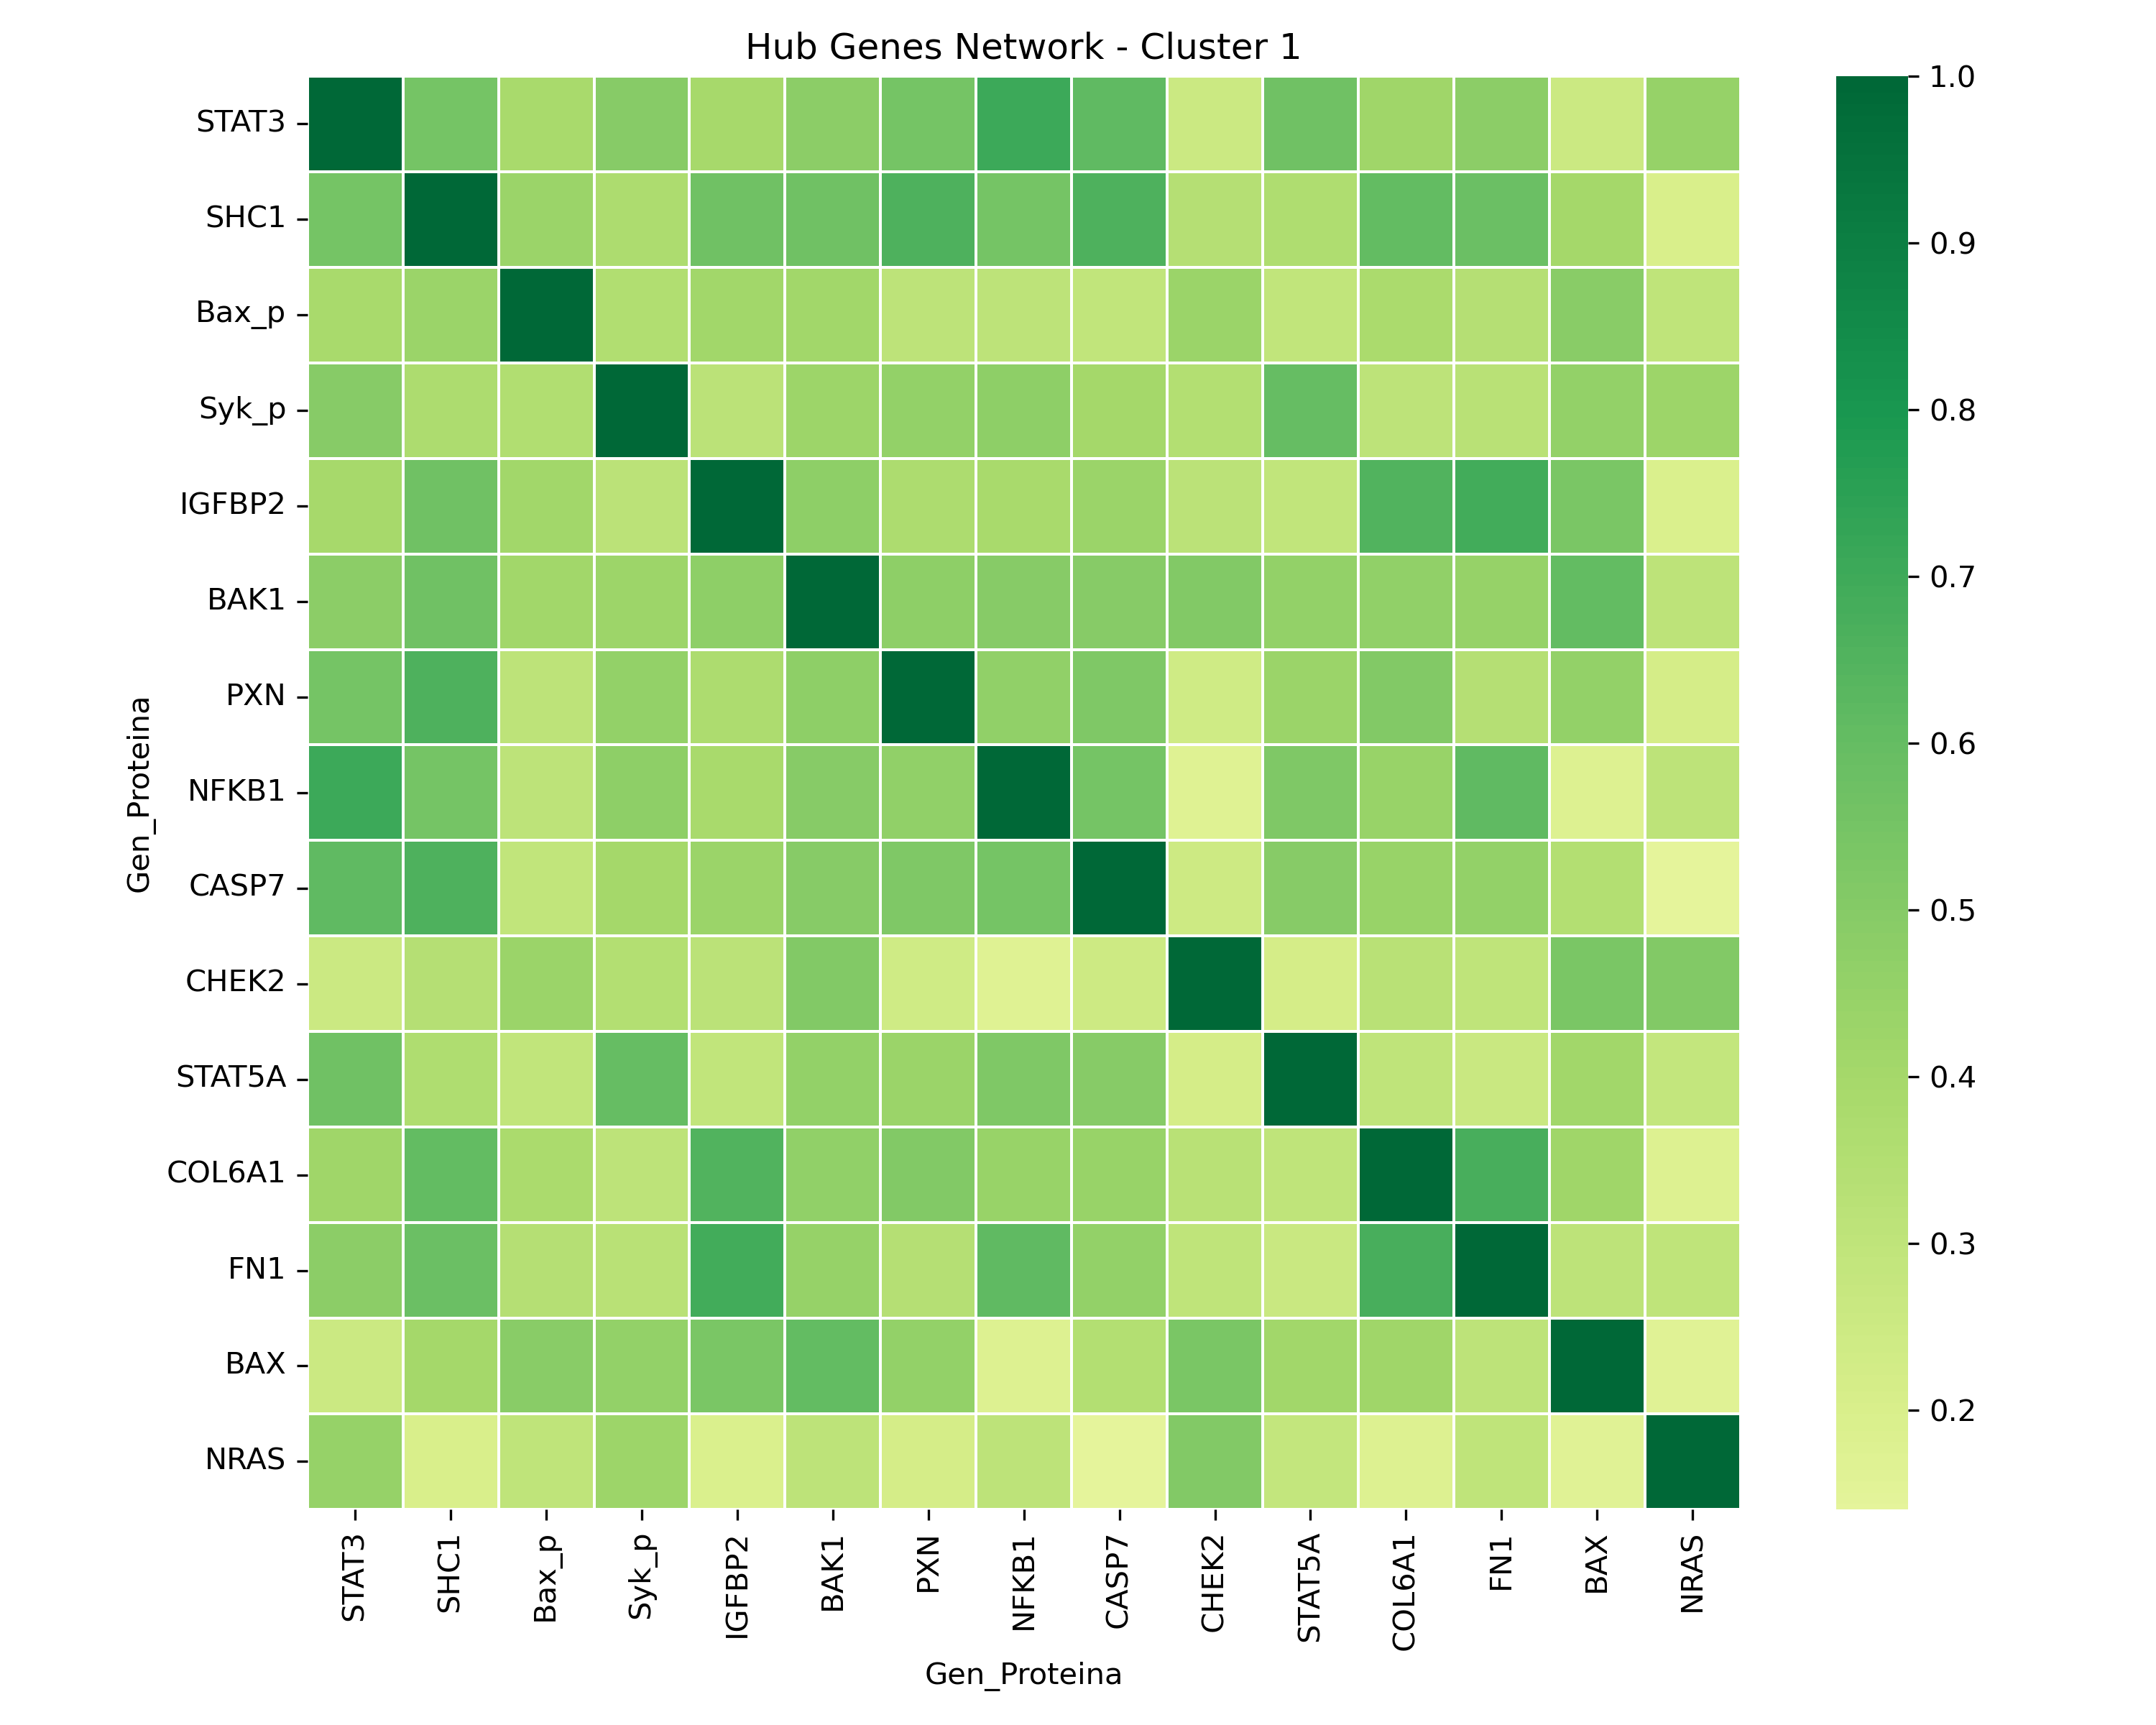 Hub Genes Network - Cluster 1
STAT3
SHC1
Bax_p
Syk_p
IGFBP2
BAK1
PXN
NFKB1
CASP7
CHEK2
STAT5A
COL6A1
FN1
BAX
NRAS
Gen_Proteina
STAT3
SHC1
Bax_p
Syk_p
IGFBP2
BAK1
PXN
NFKB1
CASP7
CHEK2
STAT5A
COL6A1
FN1
BAX
NRAS
Gen_Proteina
1.0
0.9
0.8
0.7
0.6
0.5
0.4
0.3
0.2